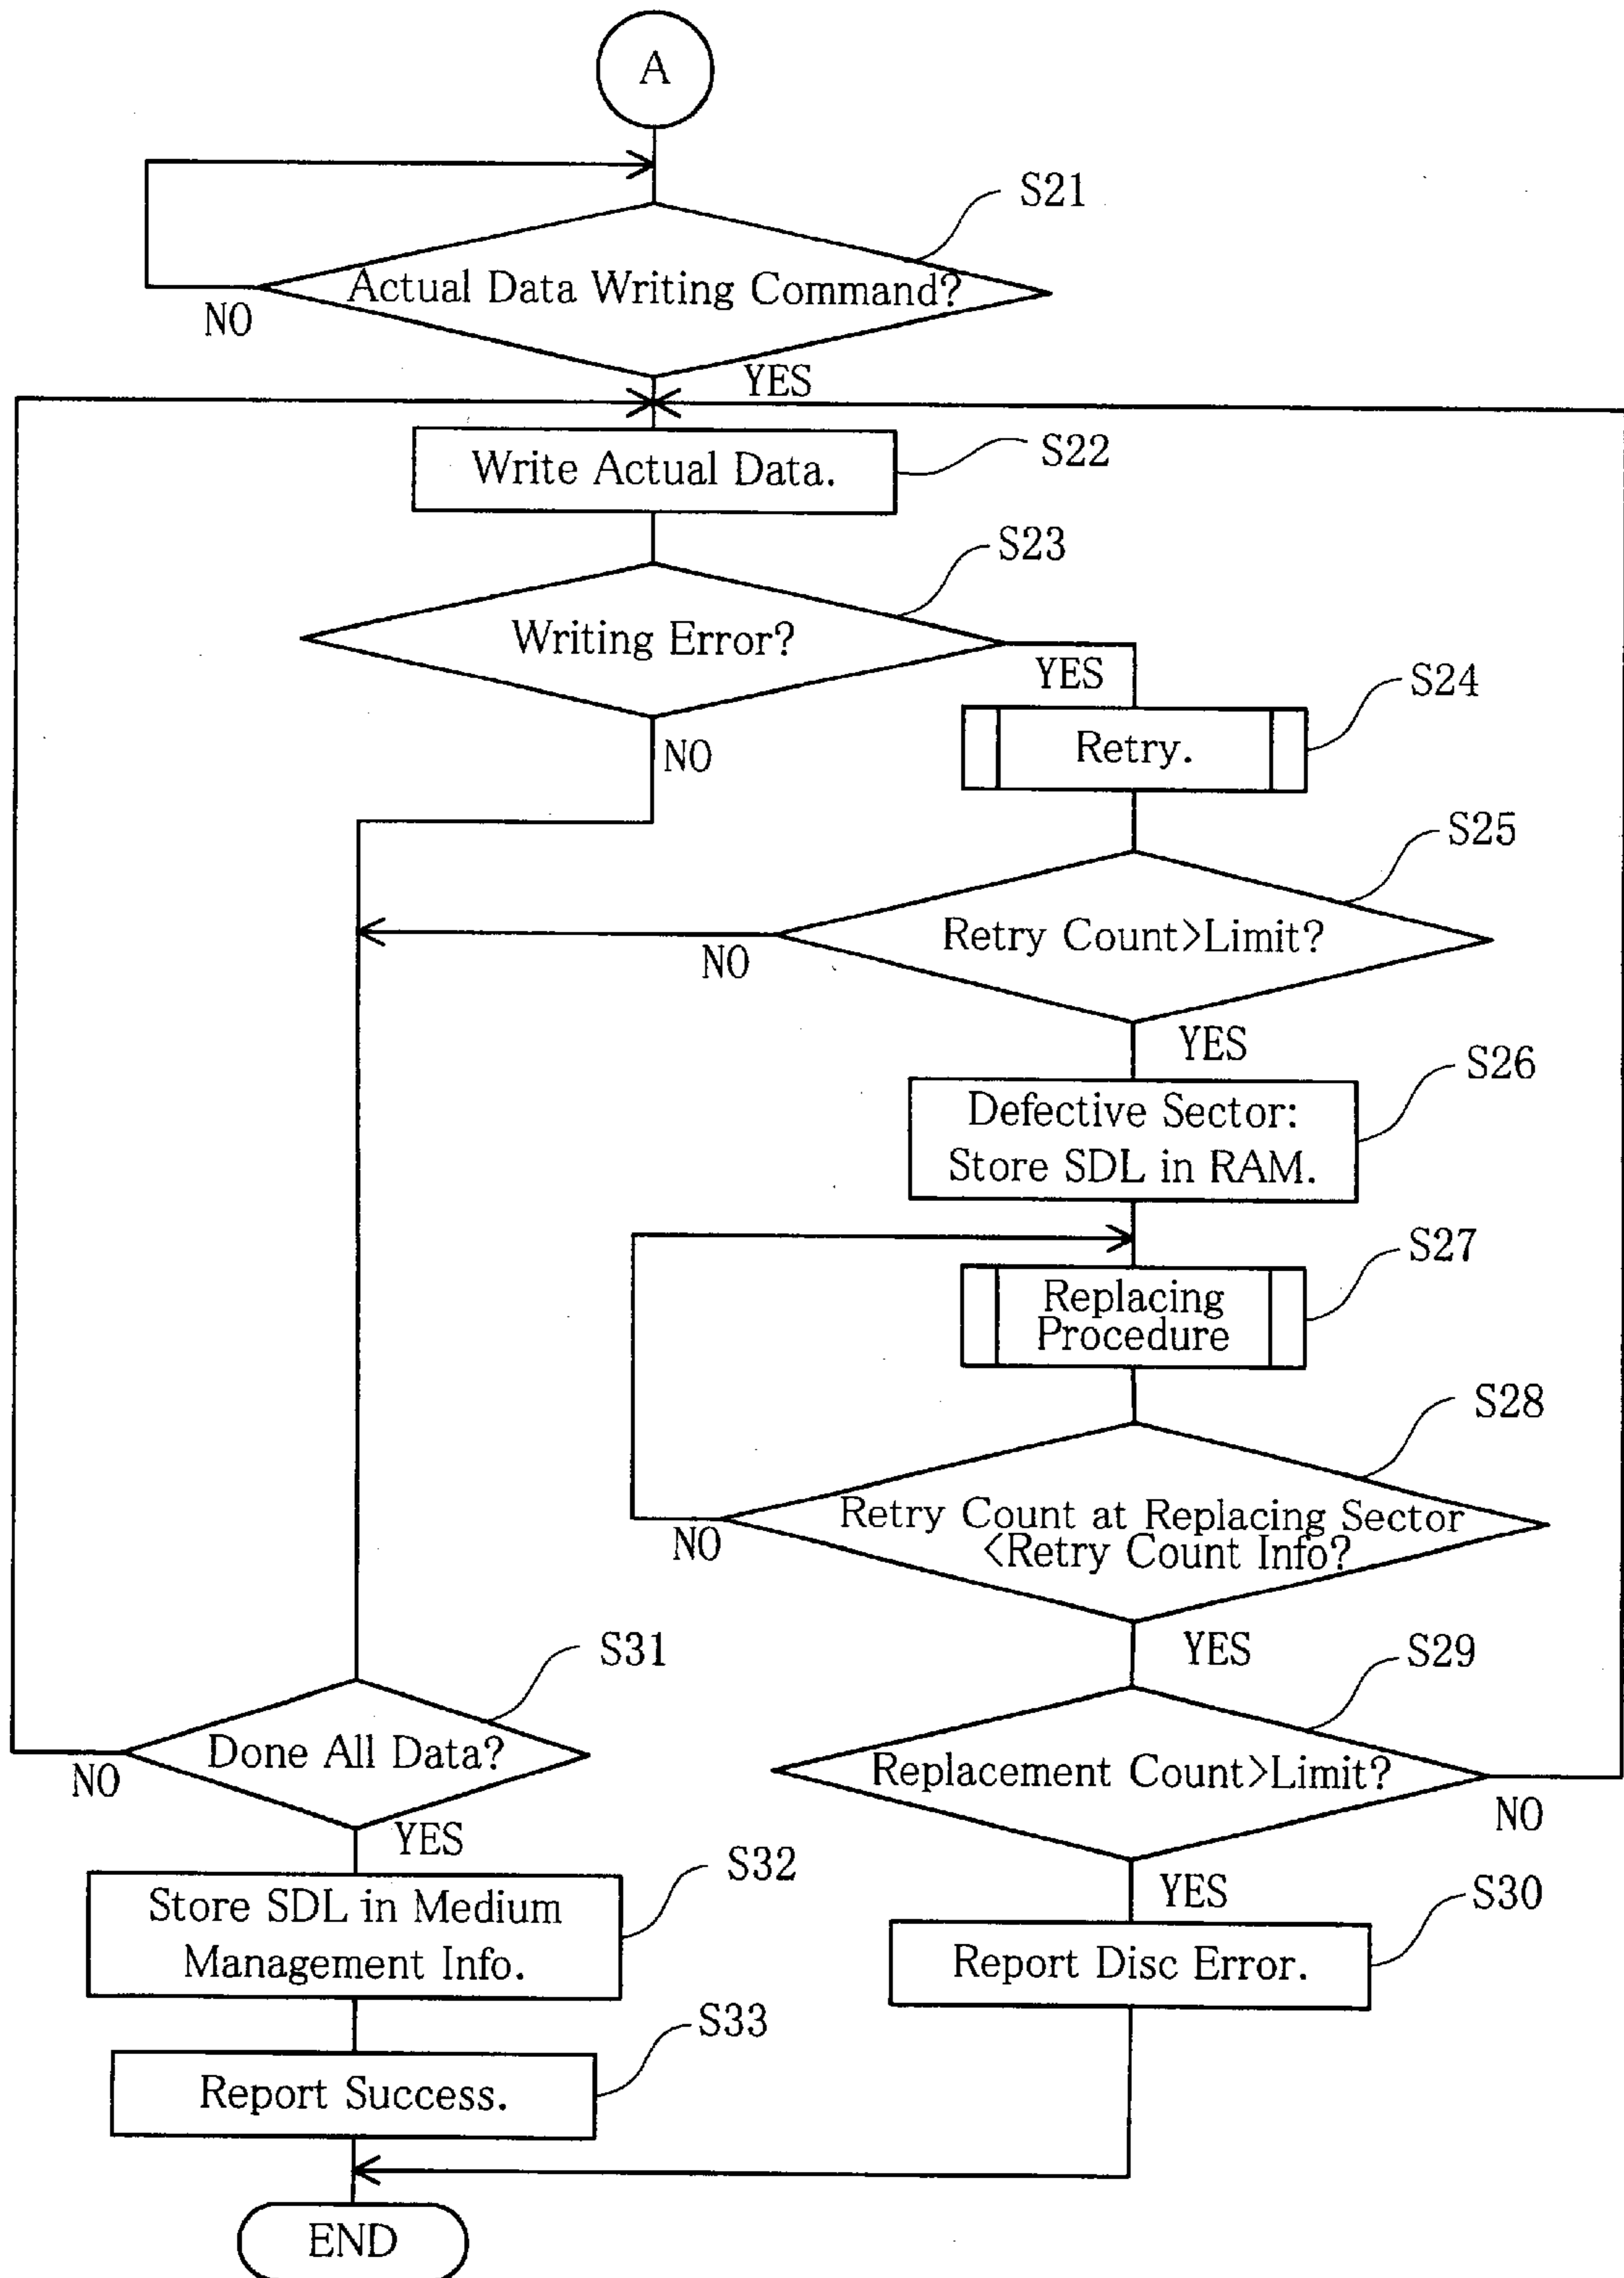 A
S21
Actual Data Writing Command?
NO
YES
S22
Write Actual Data.
S23
Writing Error?
YES
S24
NO
Retry.
S25
Retry Count>Limit?
NO
YES
S26
Defective Sector:
Store SDL in RAM.
S27
Replacing
Procedure
S28
Retry Count at Replacing Sector
<Retry Count Info?
NO
YES
S31
S29
Done All Data?
Replacement Count>Limit?
NO
NO
YES
S32
YES
S30
Store SDL in Medium
Management Info.
Report Disc Error.
S33
Report Success.
END